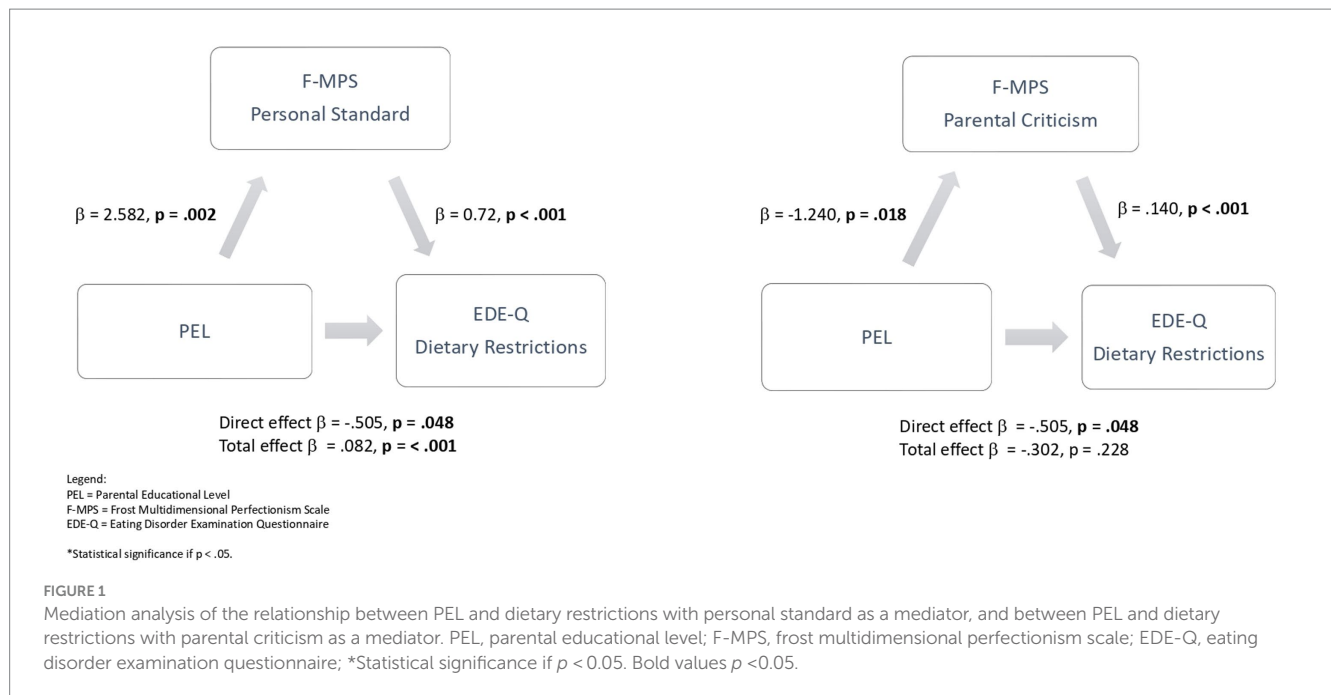 F-MPS
Personal Standard
β = 2.582, p = .002
β = 0.72, p < .001
PEL
EDE-Q
Dietary Restrictions
Direct effect β = -.505, p = .048
Total effect β = .082, p = < .001
F-MPS
Parental Criticism
β = -1.240, p = .018
β = .140, p < .001
PEL
EDE-Q
Dietary Restrictions
Direct effect β = -.505, p = .048
Total effect β = -.302, p = .228
Legend:
PEL = Parental Educational Level
F-MPS = Frost Multidimensional Perfectionism Scale
EDE-Q = Eating Disorder Examination Questionnaire
*Statistical significance if p < .05.
FIGURE 1
Mediation analysis of the relationship between PEL and dietary restrictions with personal standard as a mediator, and between PEL and dietary
restrictions with parental criticism as a mediator. PEL, parental educational level; F-MPS, frost multidimensional perfectionism scale; EDE-Q, eating
disorder examination questionnaire; *Statistical significance if p < 0.05. Bold values p <0.05.